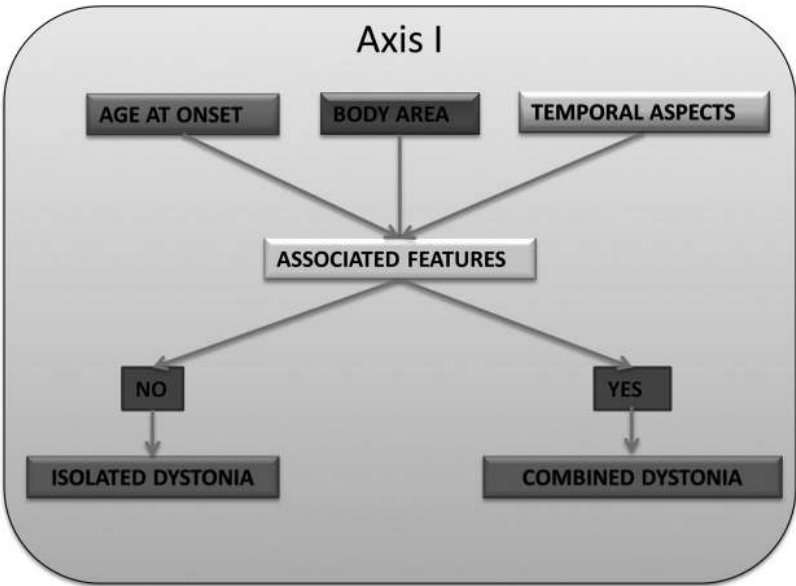 Axis I
AGE AT ONSET
BODY AREA
TEMPORAL ASPECTS
ASSOCIATED FEATURES
NO
YES
ISOLATED DYSTONIA
COMBINED DYSTONIA